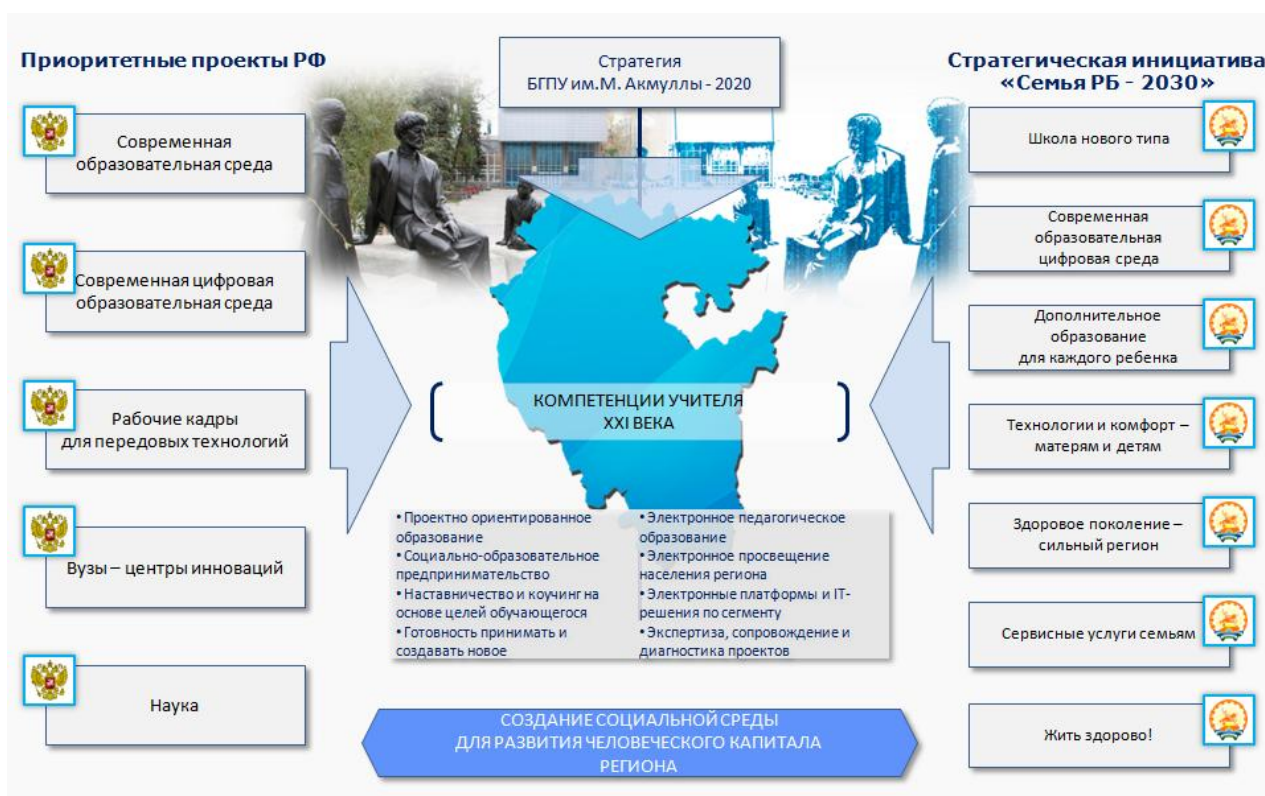 Приоритетные проекты РФ
Современная
образовательная среда
Современная цифровая
образовательная среда
Рабочие кадры
для передовых технологий
Вузы – центры инноваций
Наука
Стратегия
БГПУ им.М. Акмуллы - 2020
КОМПЕТЕНЦИИ УЧИТЕЛЯ
XXI ВЕКА
• Проектно ориентированное
образование
• Социально-образовательное
предпринимательство
• Наставничество и коучинг на
основе целей обучающегося
• Готовность принимать и
создавать новое
• Электронное педагогическое
образование
• Электронное просвещение
населения региона
• Электронные платформы и IT-
решения по сегменту
• Экспертиза, сопровождение и
диагностика проектов
СОЗДАНИЕ СОЦИАЛЬНОЙ СРЕДЫ
ДЛЯ РАЗВИТИЯ ЧЕЛОВЕЧЕСКОГО КАПИТАЛА
РЕГИОНА
Стратегическая инициатива
«Семья РБ - 2030»
Школа нового типа
Современная
образовательная
цифровая среда
Дополнительное
образование
для каждого ребенка
Технологии и комфорт –
матерям и детям
Здоровое поколение –
сильный регион
Сервисные услуги семьям
Жить здорово!